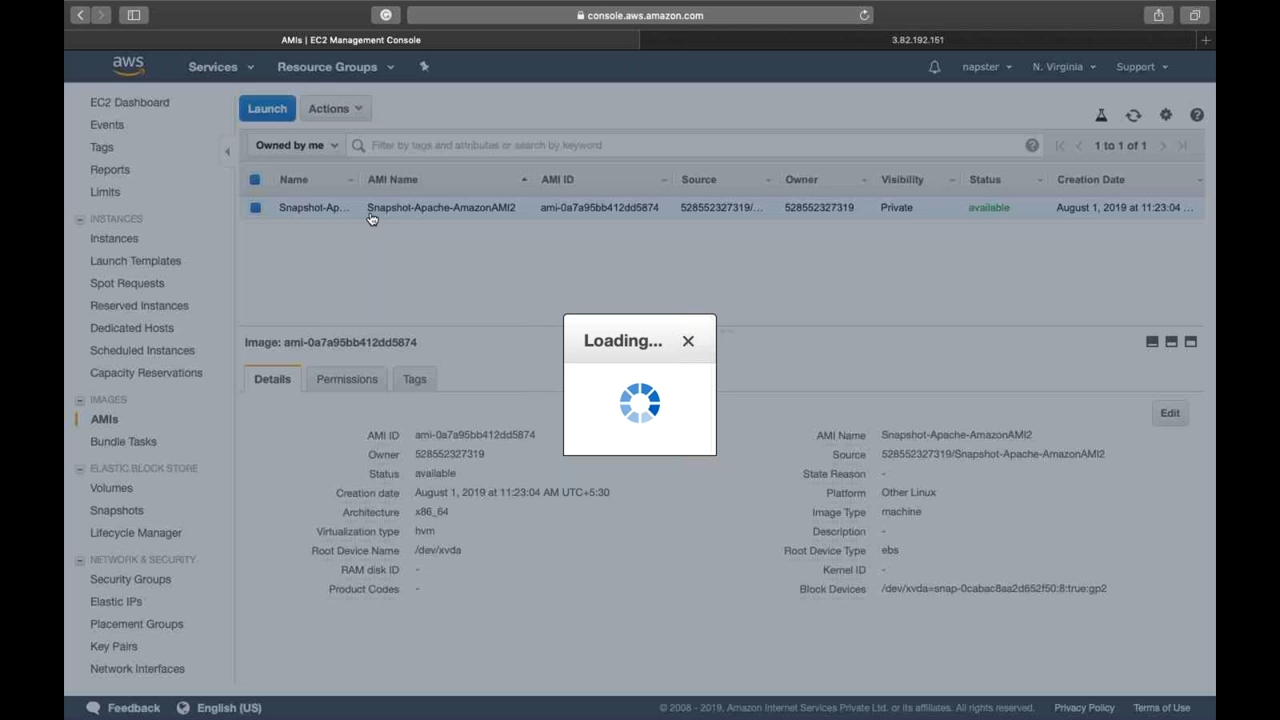 console.aws.amazon.com
AMIs | EC2 Management Console
3.82.192.151
aws Services Resource Groups napster N. Virginia Support
EC2 Dashboard
Events
Tags
Reports
Limits
INSTANCES
Instances
Launch Templates
Spot Requests
Reserved Instances
Dedicated Hosts
Scheduled Instances
Capacity Reservations
IMAGES
AMIs
Bundle Tasks
ELASTIC BLOCK STORE
Volumes
Snapshots
Lifecycle Manager
NETWORK & SECURITY
Security Groups
Elastic IPs
Placement Groups
Key Pairs
Network Interfaces
Launch Actions
Owned by me Filter by tags and attributes or search by keyword 1 to 1 of 1
Name AMI Name AMI ID Source Owner Visibility Status Creation Date
Snapshot-Ap... Snapshot-Apache-AmazonAMI2 ami-0a7a95bb412dd5874 528552327319/... 528552327319 Private available August 1, 2019 at 11:23:04 ...
Loading...
Image: ami-0a7a95bb412dd5874
Details Permissions Tags
Edit
AMI ID ami-0a7a95bb412dd5874
Owner 528552327319
Status available
Creation date August 1, 2019 at 11:23:04 AM UTC+5:30
Architecture x86_64
Virtualization type hvm
Root Device Name /dev/xvda
RAM disk ID -
Product Codes -
AMI Name Snapshot-Apache-AmazonAMI2
Source 528552327319/Snapshot-Apache-AmazonAMI2
State Reason -
Platform Other Linux
Image Type machine
Description -
Root Device Type ebs
Kernel ID -
Block Devices /dev/xvda=snap-0cabac8aa2d652f50:8:true:gp2
Feedback English (US) © 2008 - 2019, Amazon Internet Services Private Ltd. or its affiliates. All rights reserved. Privacy Policy Terms of Use